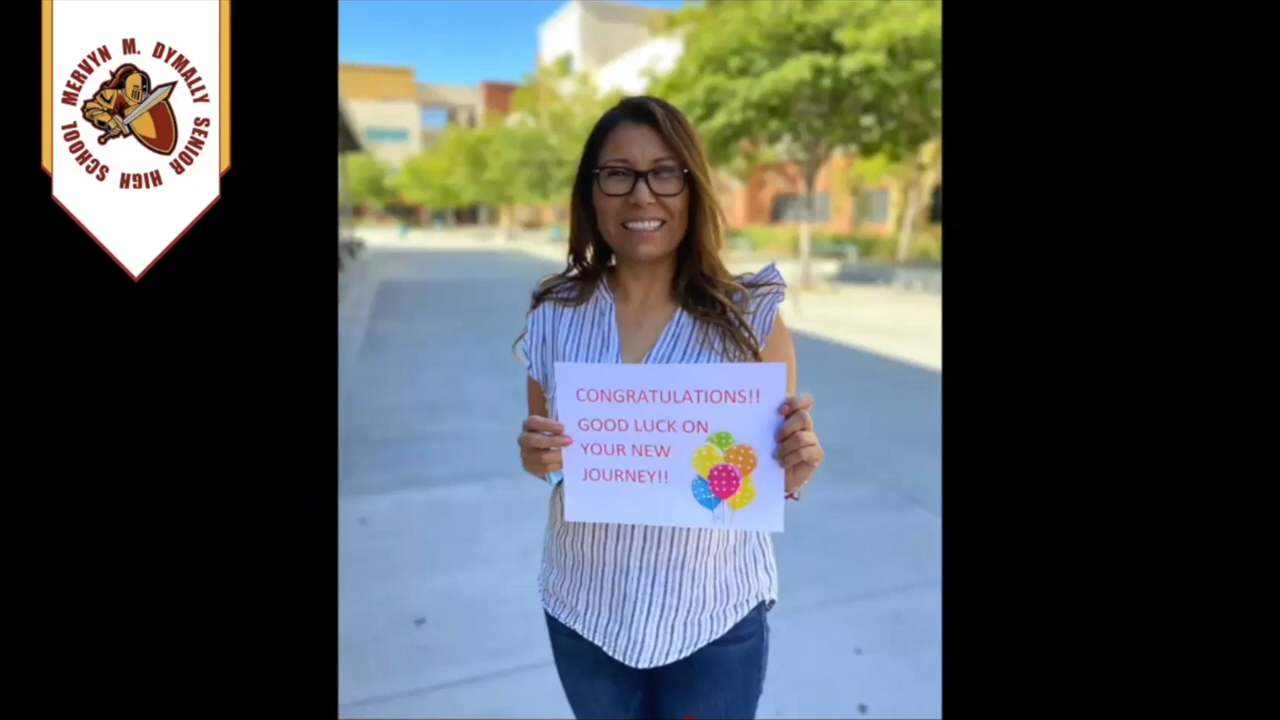 MERVYN M. DYMALLY SENIOR HIGH SCHOOL
CONGRATULATIONS!!
GOOD LUCK ON
YOUR NEW
JOURNEY!!